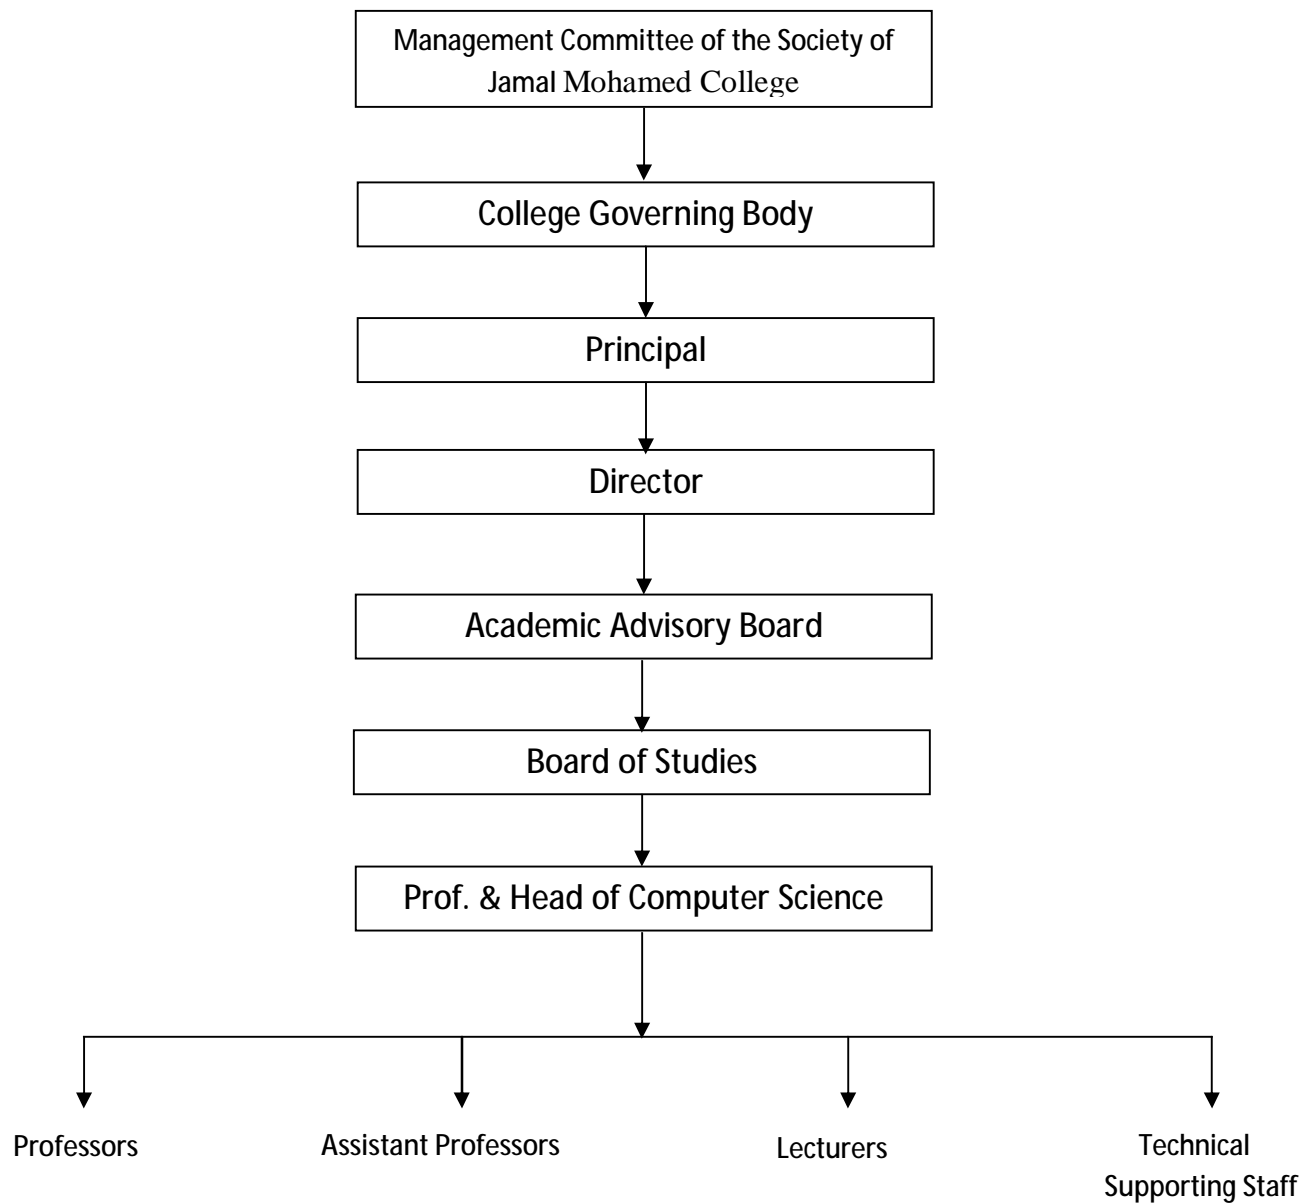 Management Committee of the Society of
Jamal Mohamed College
College Governing Body
Principal
Director
Academic Advisory Board
Board of Studies
Prof. & Head of Computer Science
Professors
Assistant Professors
Lecturers
Technical
Supporting Staff